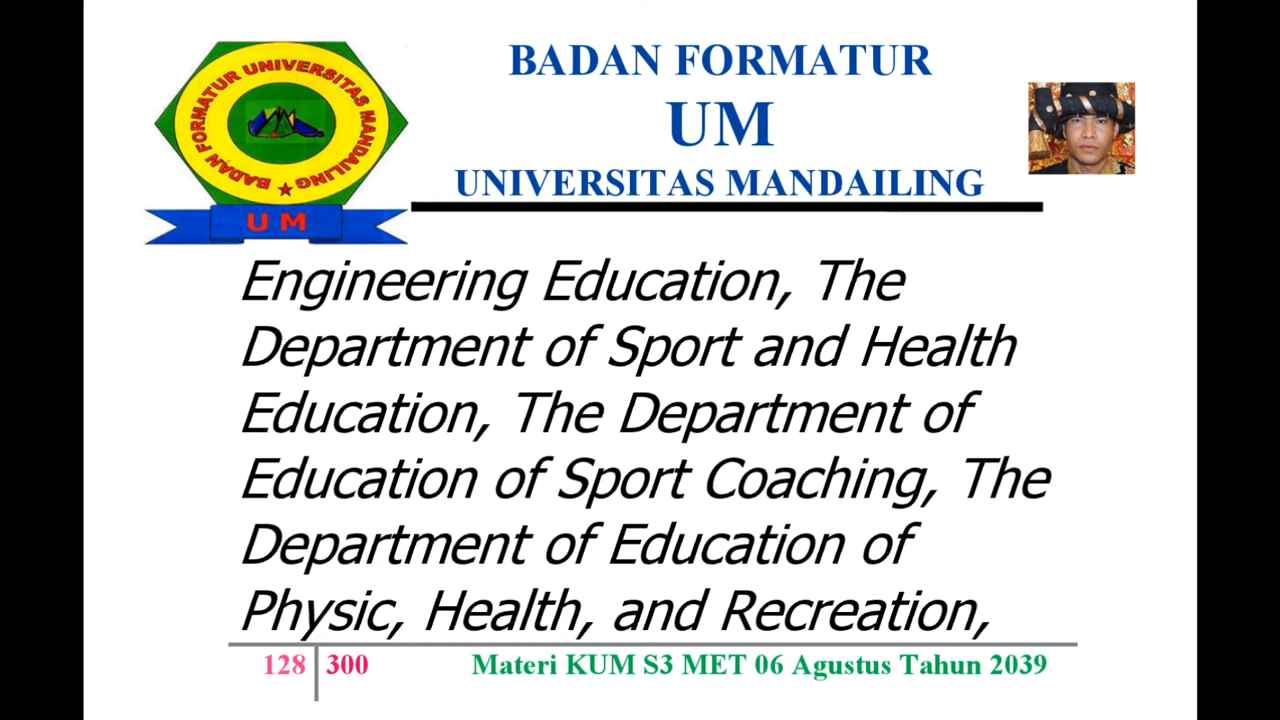 BADAN FORMATUR UNIVERSITAS MANDAILING
UM
BADAN FORMATUR
UM
UNIVERSITAS MANDAILING
Engineering Education, The
Department of Sport and Health
Education, The Department of
Education of Sport Coaching, The
Department of Education of
Physic, Health, and Recreation,
128 300 Materi KUM S3 MET 06 Agustus Tahun 2039